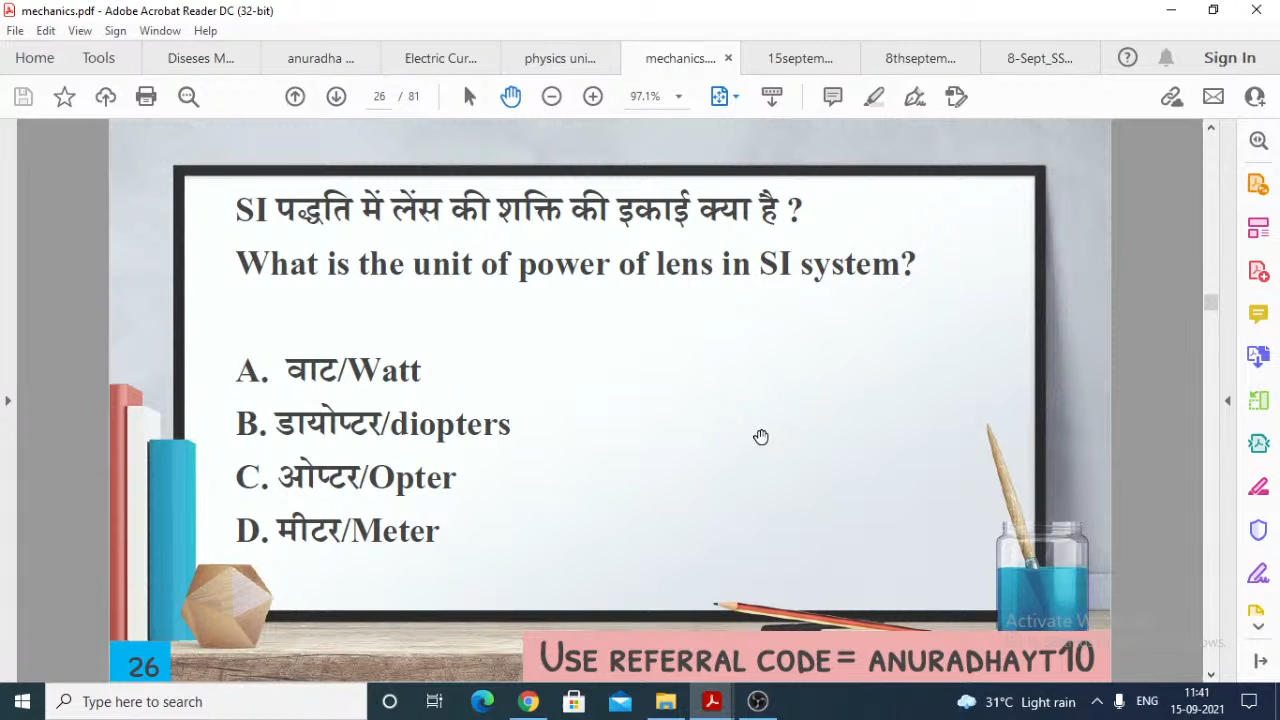 mechanics.pdf - Adobe Acrobat Reader DC (32-bit)
File Edit View Sign Window Help
Home Tools Diseses M... anuradha ... Electric Cur... physics uni... mechanics.... 15septem... 8thseptem... 8-Sept_SS... Sign In
26 / 81 97.1%
SI पद्धति में लेंस की शक्ति की इकाई क्या है ?
What is the unit of power of lens in SI system?
A. वाट/Watt
B. डायोप्टर/diopters
C. ओप्टर/Opter
D. मीटर/Meter
Activate W
26
USE REFERRAL CODE = ANURADHAYT10
Type here to search
31°C Light rain
ENG
11:41
15-09-2021